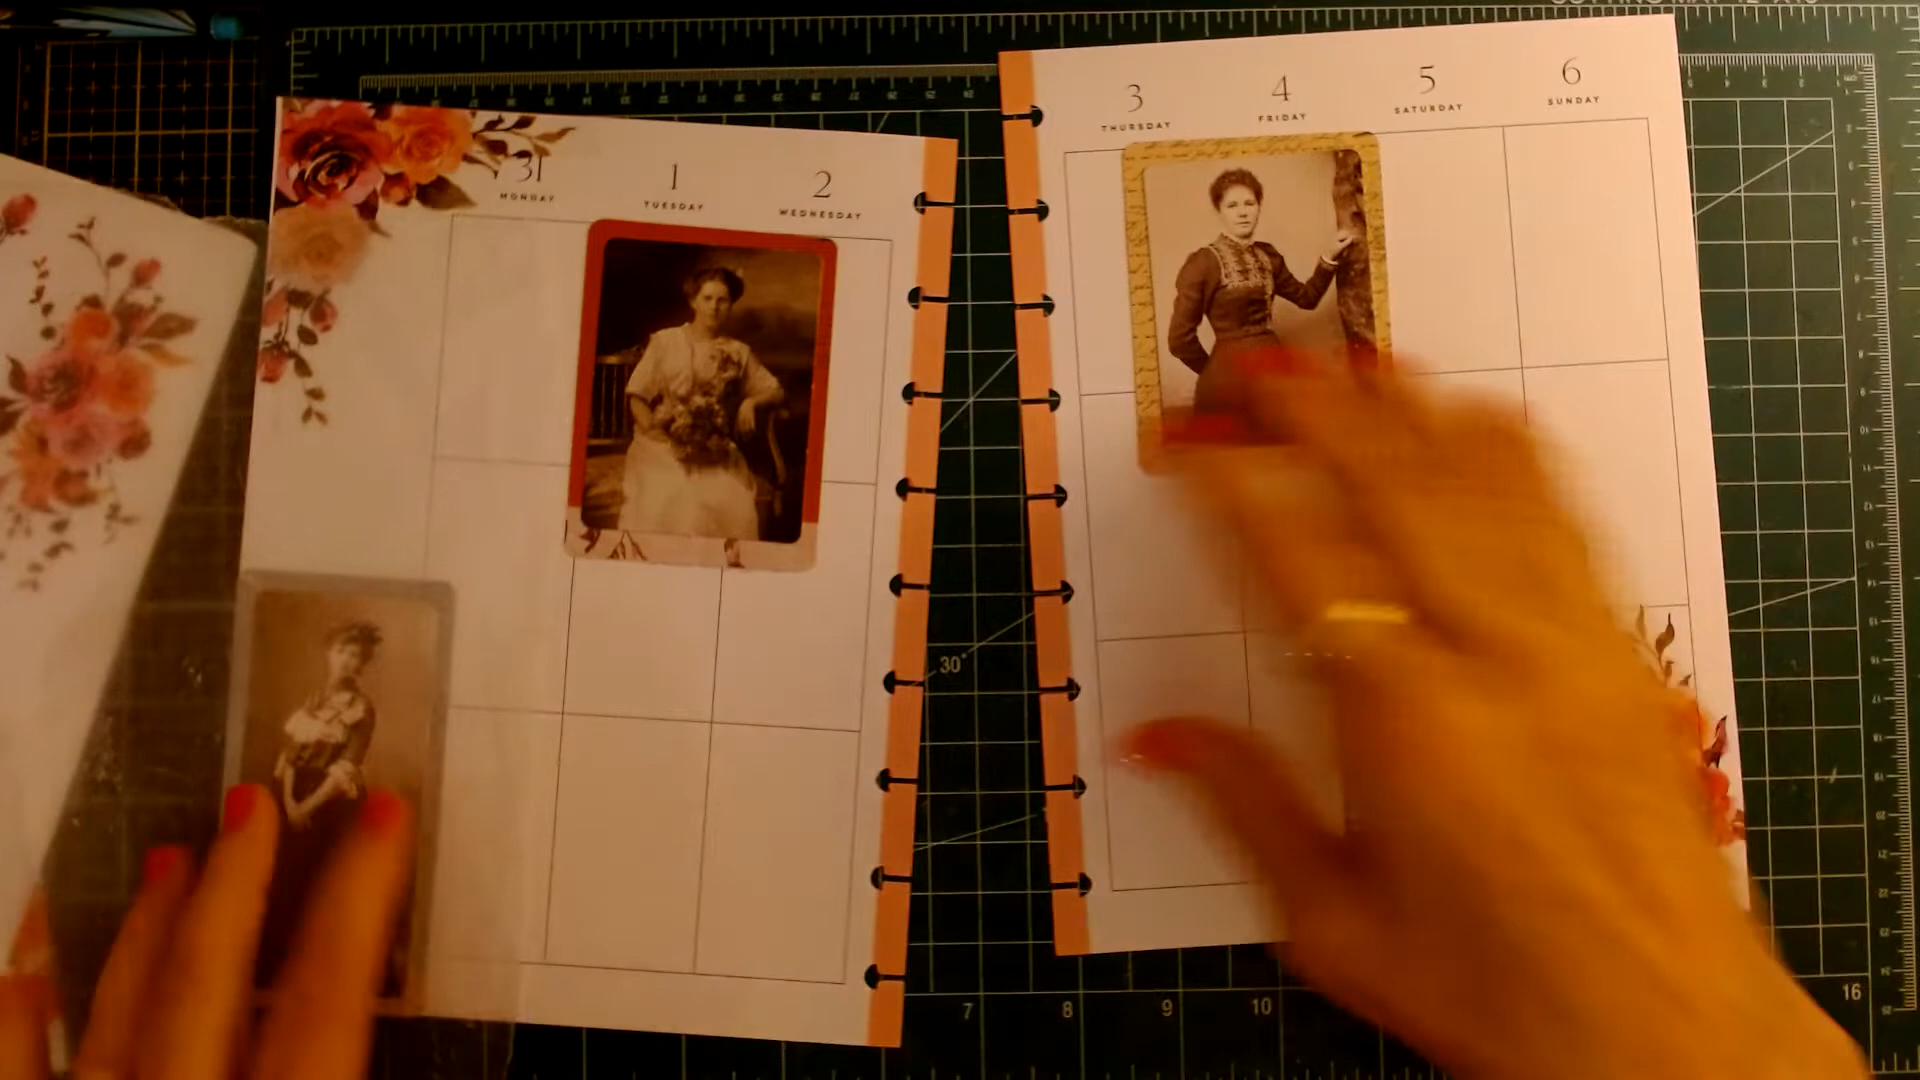 31 1 2
MONDAY TUESDAY WEDNESDAY
3 4 5 6
THURSDAY FRIDAY SATURDAY SUNDAY
30°
7 8 9 10 16